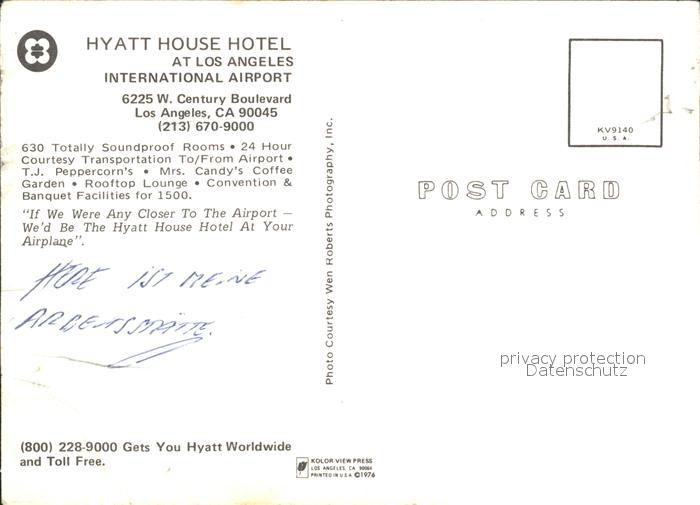 HYATT HOUSE HOTEL
AT LOS ANGELES
INTERNATIONAL AIRPORT
6225 W. Century Boulevard
Los Angeles, CA 90045
(213) 670-9000
630 Totally Soundproof Rooms • 24 Hour
Courtesy Transportation To/From Airport •
T.J. Peppercorn's • Mrs. Candy's Coffee
Garden • Rooftop Lounge • Convention &
Banquet Facilities for 1500.
"If We Were Any Closer To The Airport —
We'd Be The Hyatt House Hotel At Your
Airplane".
IST MEINE
ARBEITSSTÄTTE.
(800) 228-9000 Gets You Hyatt Worldwide
and Toll Free.
Photo Courtesy Wen Roberts Photography, Inc.
KOLOR VIEW PRESS
LOS ANGELES, CA 90064
PRINTED IN U.S.A. ©1976
KV9140
U.S.A.
POST CARD
ADDRESS
privacy protection
Datenschutz